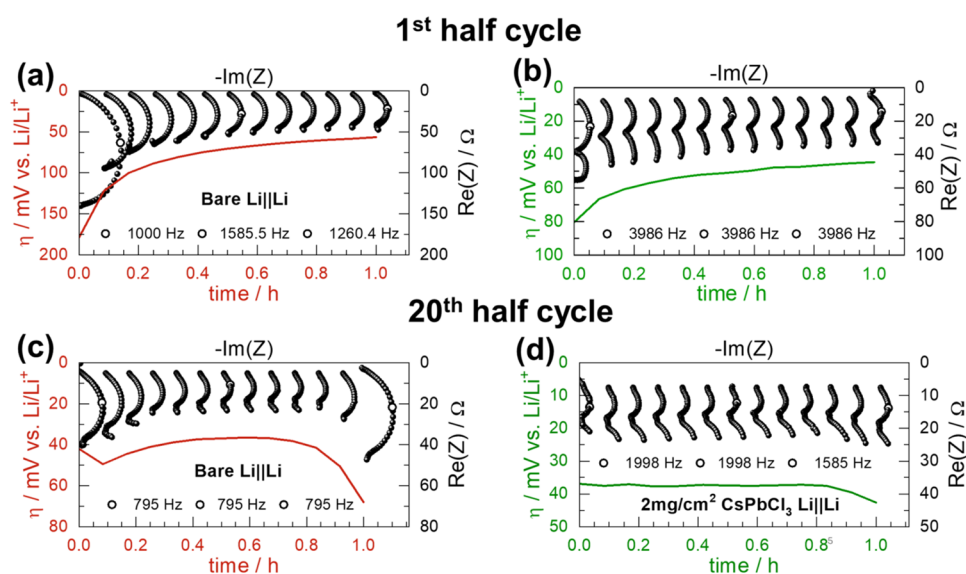 1st half cycle
(a)
-Im(Z)
0
50
100
150
200
η / mV vs. Li/Li+
0
50
100
150
200
Re(Z) / Ω
Bare Li||Li
1000 Hz 1585.5 Hz 1260.4 Hz
0.0 0.2 0.4 0.6 0.8 1.0
time / h
(b)
-Im(Z)
0
20
40
60
80
100
η / mV vs. Li/Li+
0
20
40
60
80
100
Re(Z) / Ω
3986 Hz 3986 Hz 3986 Hz
0.0 0.2 0.4 0.6 0.8 1.0
time / h
20th half cycle
(c)
-Im(Z)
0
20
40
60
80
η / mV vs. Li/Li+
0
20
40
60
80
Re(Z) / Ω
Bare Li||Li
795 Hz 795 Hz 795 Hz
0.0 0.2 0.4 0.6 0.8 1.0
time / h
(d)
-Im(Z)
0
10
20
30
40
50
η / mV vs. Li/Li+
0
10
20
30
40
50
Re(Z) / Ω
1998 Hz 1998 Hz 1585 Hz
2mg/cm2 CsPbCl3 Li||Li
5
0.0 0.2 0.4 0.6 0.8 1.0
time / h